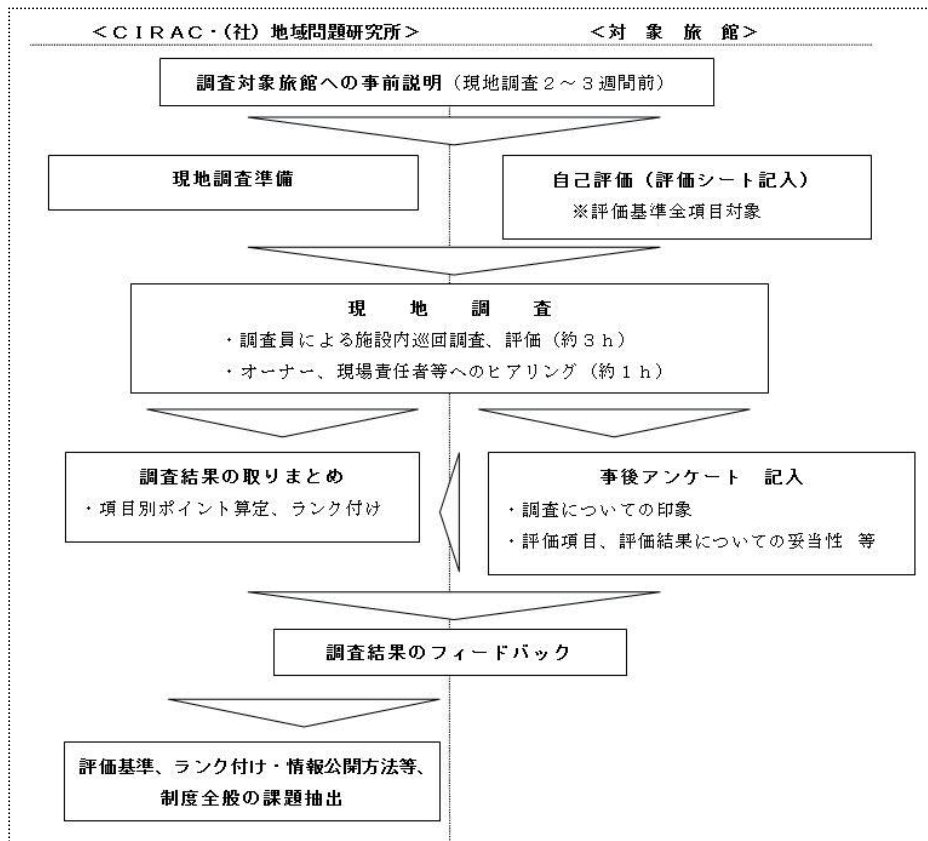 ＜ＣＩＲＡＣ・(社) 地域問題研究所＞
＜対　象　旅　館＞
調査対象旅館への事前説明（現地調査２～３週間前）
現地調査準備
自己評価（評価シート記入）
※評価基準全項目対象
現　地　調　査
・調査員による施設内巡回調査、評価（約３ｈ）
・オーナー、現場責任者等へのヒアリング（約１ｈ）
調査結果の取りまとめ
・項目別ポイント算定、ランク付け
事後アンケート　記入
・調査についての印象
・評価項目、評価結果についての妥当性　等
調査結果のフィードバック
評価基準、ランク付け・情報公開方法等、
制度全般の課題抽出